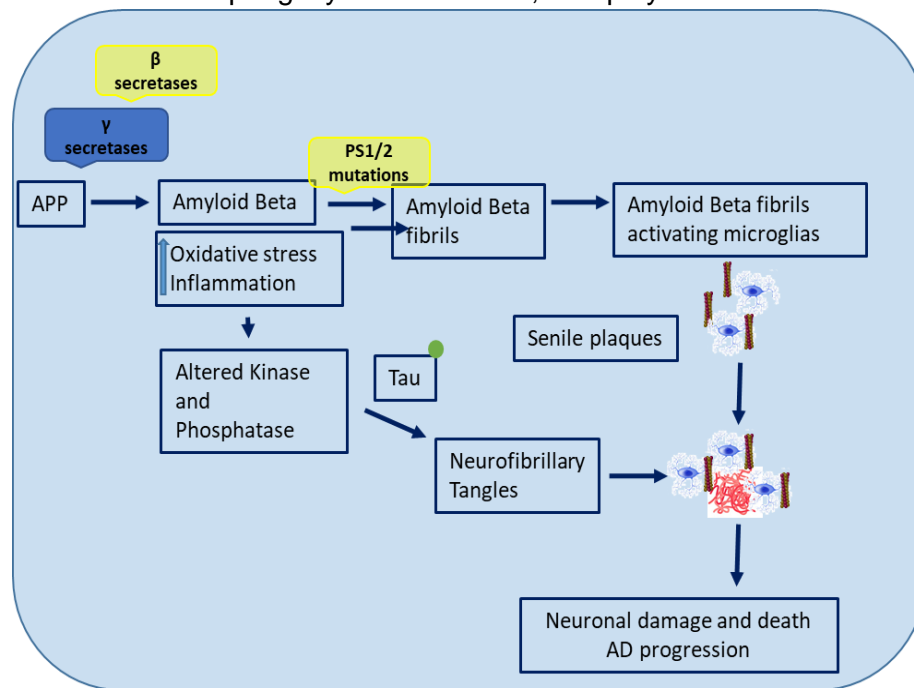 β
secretases
γ
secretases
PS1/2
mutations
APP
Amyloid Beta
Amyloid Beta
fibrils
Amyloid Beta fibrils
activating microglias
Oxidative stress
Inflammation
Senile plaques
Altered Kinase
and
Phosphatase
Tau
Neurofibrillary
Tangles
Neuronal damage and death
AD progression